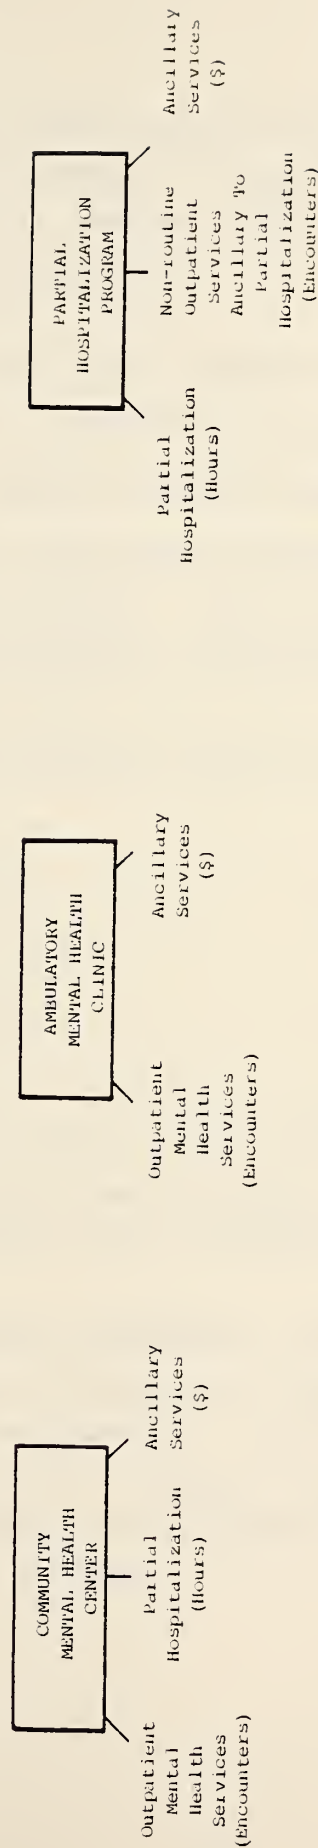 COMMUNITY
MENTAL HEALTH
CENTER
Outpatient
Mental
Health
Services
(Encounters)
Partial
Hospitalization
(Hours)
Ancillary
Services
($)
AMBULATORY
MENTAL HEALTH
CLINIC
Outpatient
Mental
Health
Services
(Encounters)
Ancillary
Services
($)
PARTIAL
HOSPITALIZATION
PROGRAM
Partial
Hospitalization
(Hours)
Non-routine
Outpatient
Services
Ancillary To
Partial
Hospitalization
(Encounters)
Ancillary
Services
($)